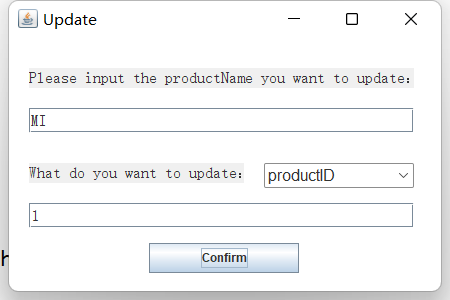 Update
Please input the productName you want to update:
MI
What do you want to update:
productID
1
Confirm